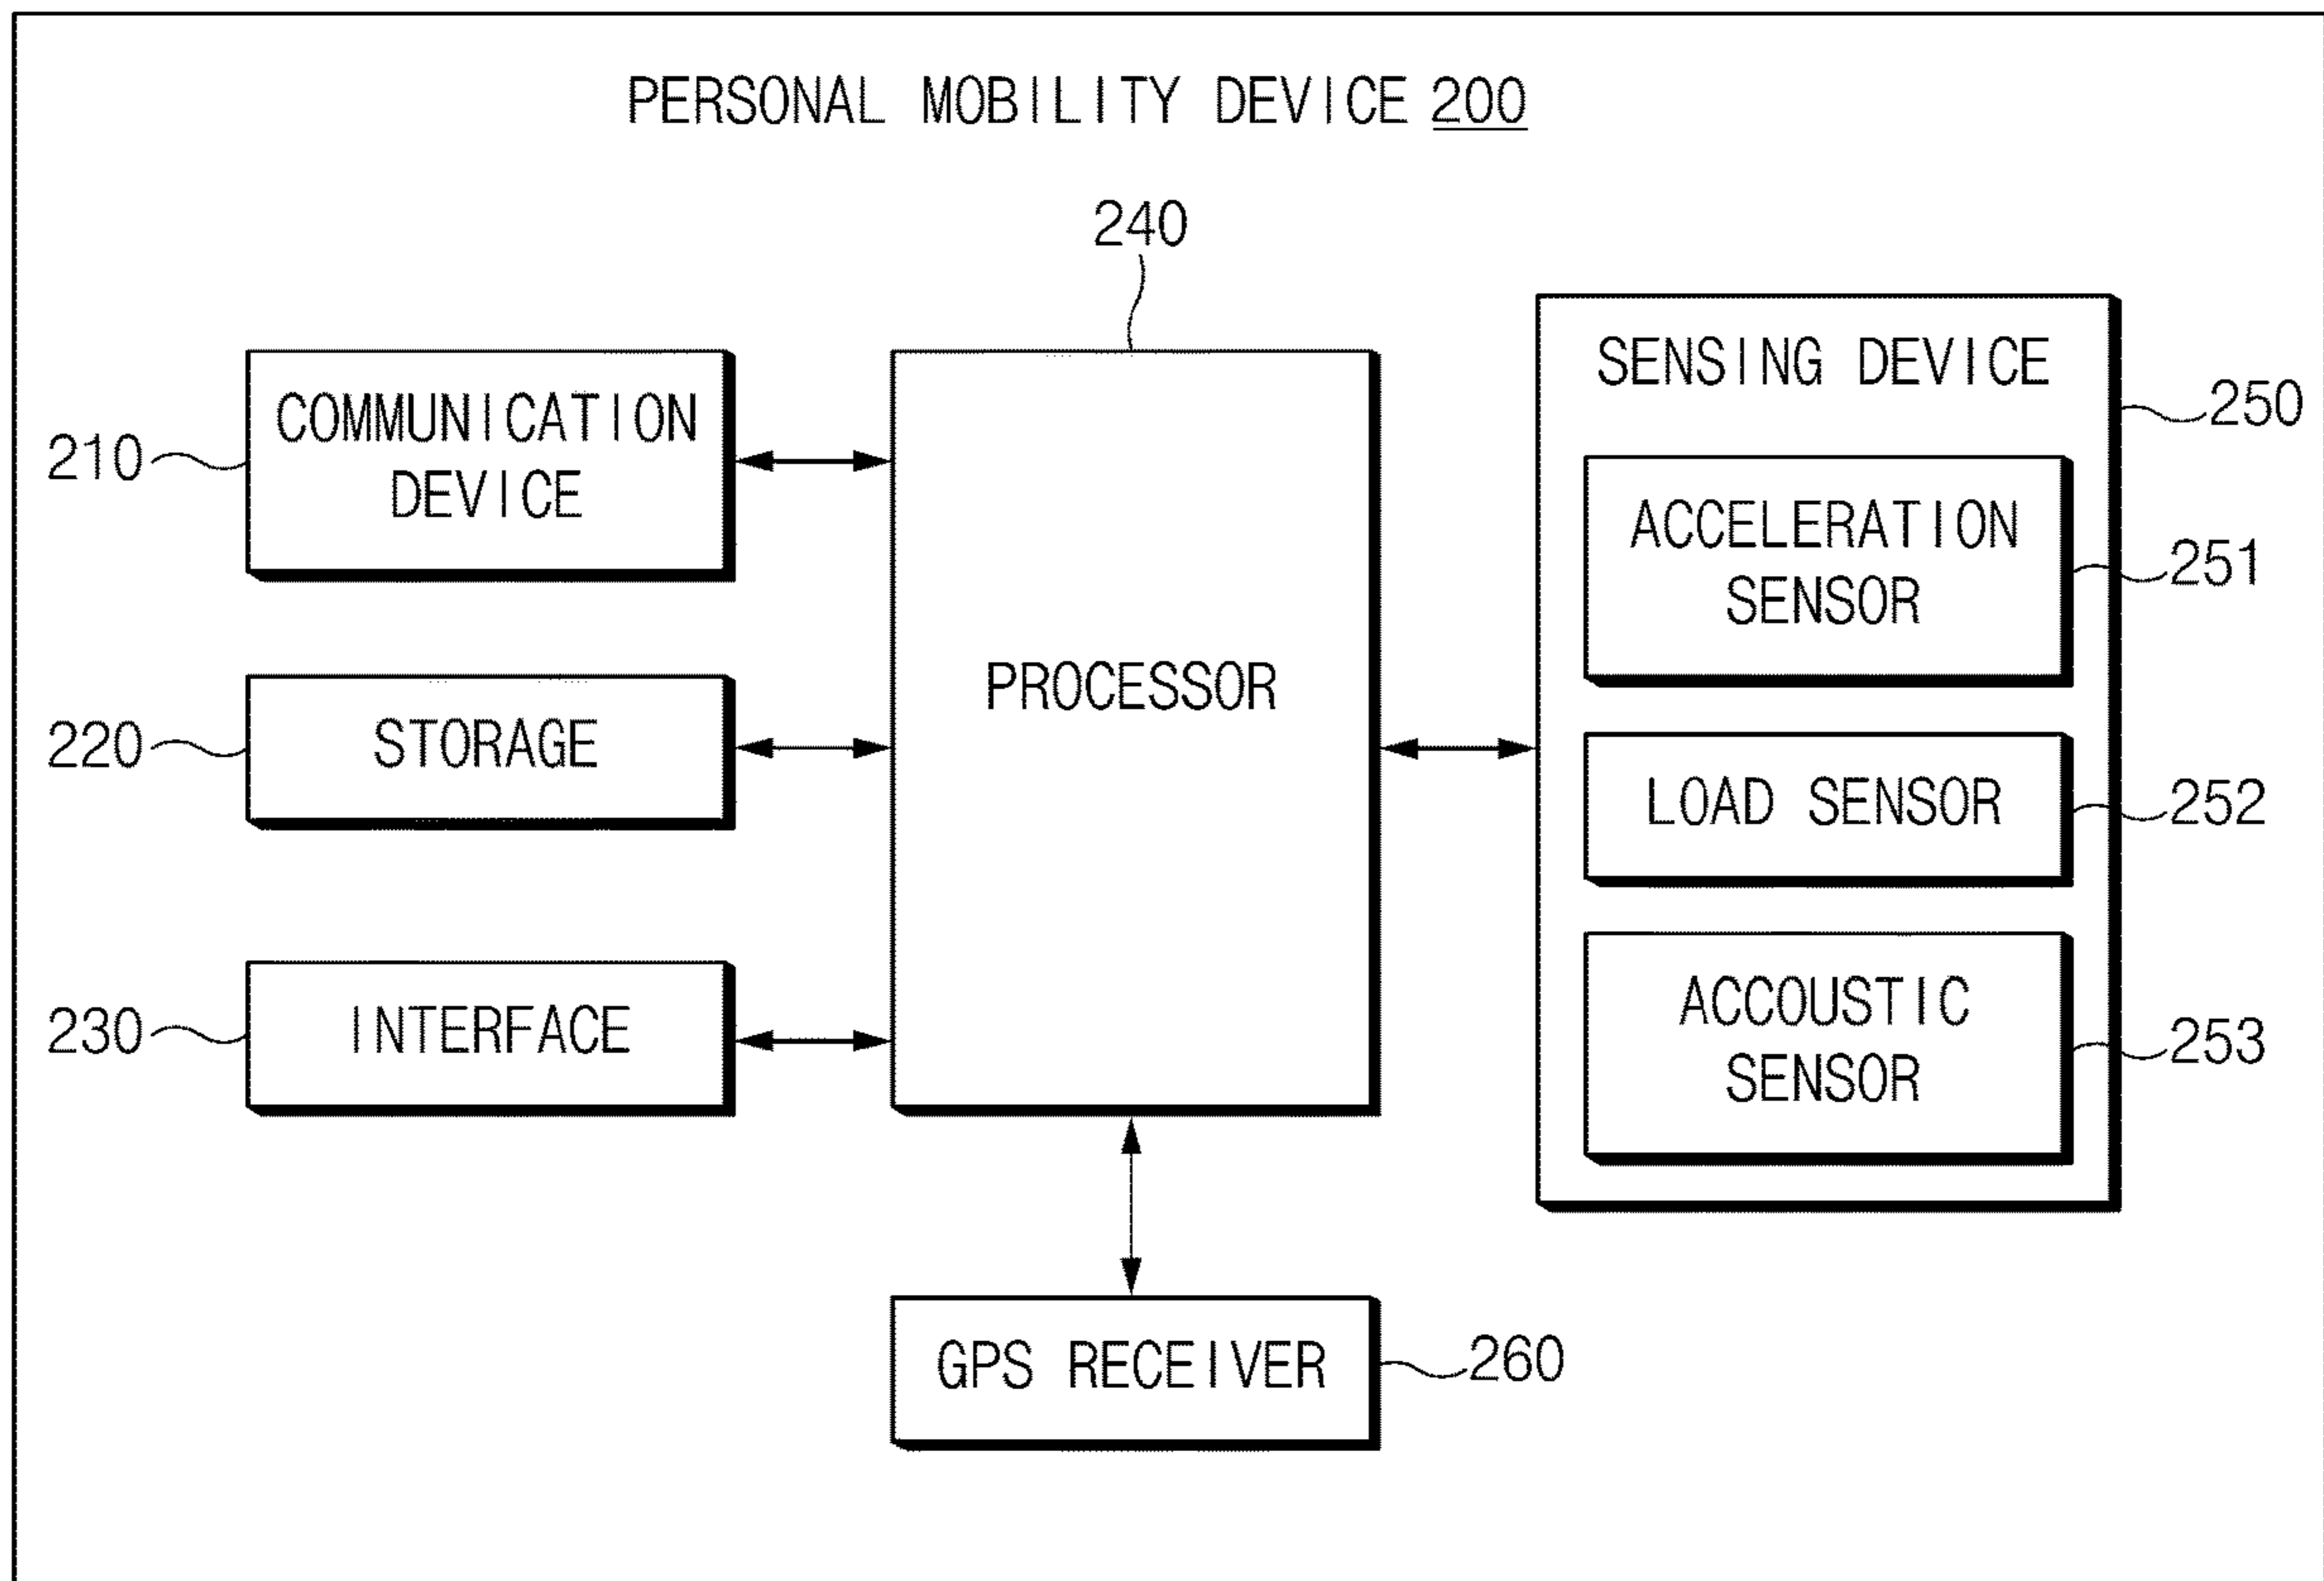 PERSONAL MOBILITY DEVICE 200
240
COMMUNICATION
DEVICE
210
STORAGE
220
INTERFACE
230
PROCESSOR
SENSING DEVICE
250
ACCELERATION
SENSOR
251
LOAD SENSOR
252
ACCOUSTIC
SENSOR
253
GPS RECEIVER
260